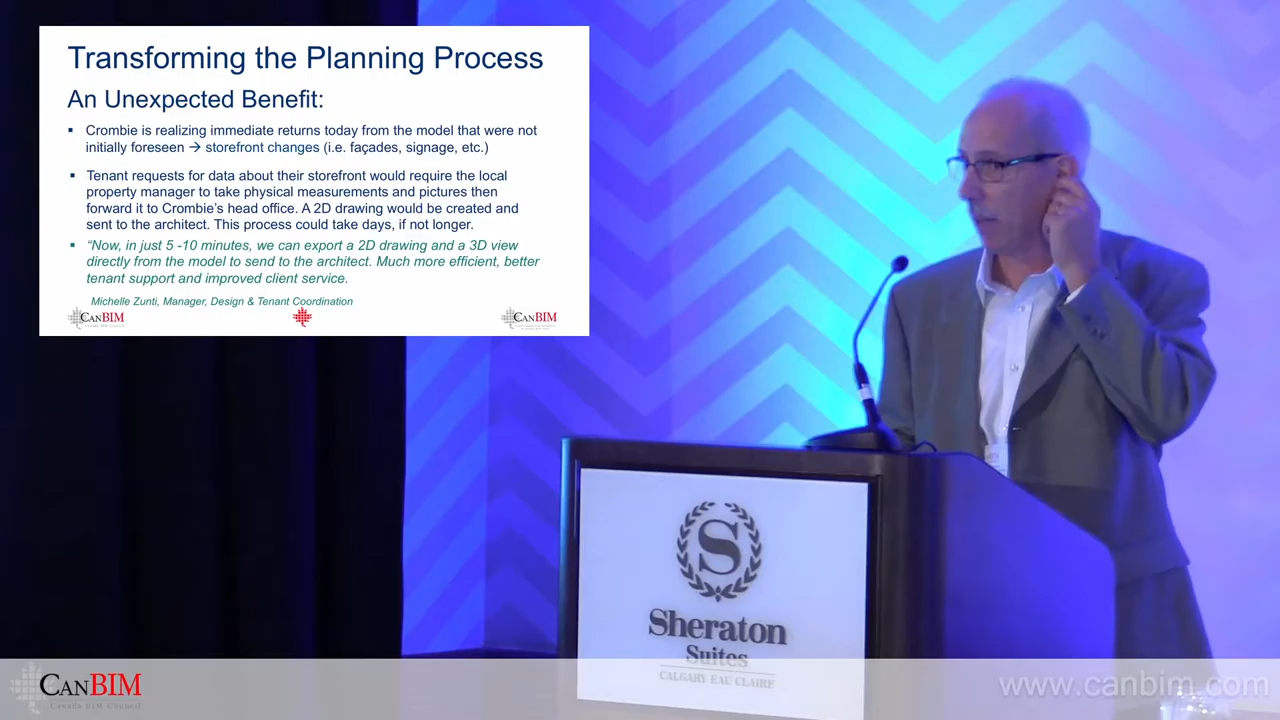 Transforming the Planning Process
An Unexpected Benefit:
▪ Crombie is realizing immediate returns today from the model that were not
initially foreseen → storefront changes (i.e. façades, signage, etc.)
▪ Tenant requests for data about their storefront would require the local
property manager to take physical measurements and pictures then
forward it to Crombie's head office. A 2D drawing would be created and
sent to the architect. This process could take days, if not longer.
▪ “Now, in just 5 -10 minutes, we can export a 2D drawing and a 3D view
directly from the model to send to the architect. Much more efficient, better
tenant support and improved client service.
Michelle Zunti, Manager, Design & Tenant Coordination
CANBIM
CANBIM
S
Sheraton
Suites
CALGARY EAU CLAIRE
CANBIM
Canada BIM Council
www.canbim.com